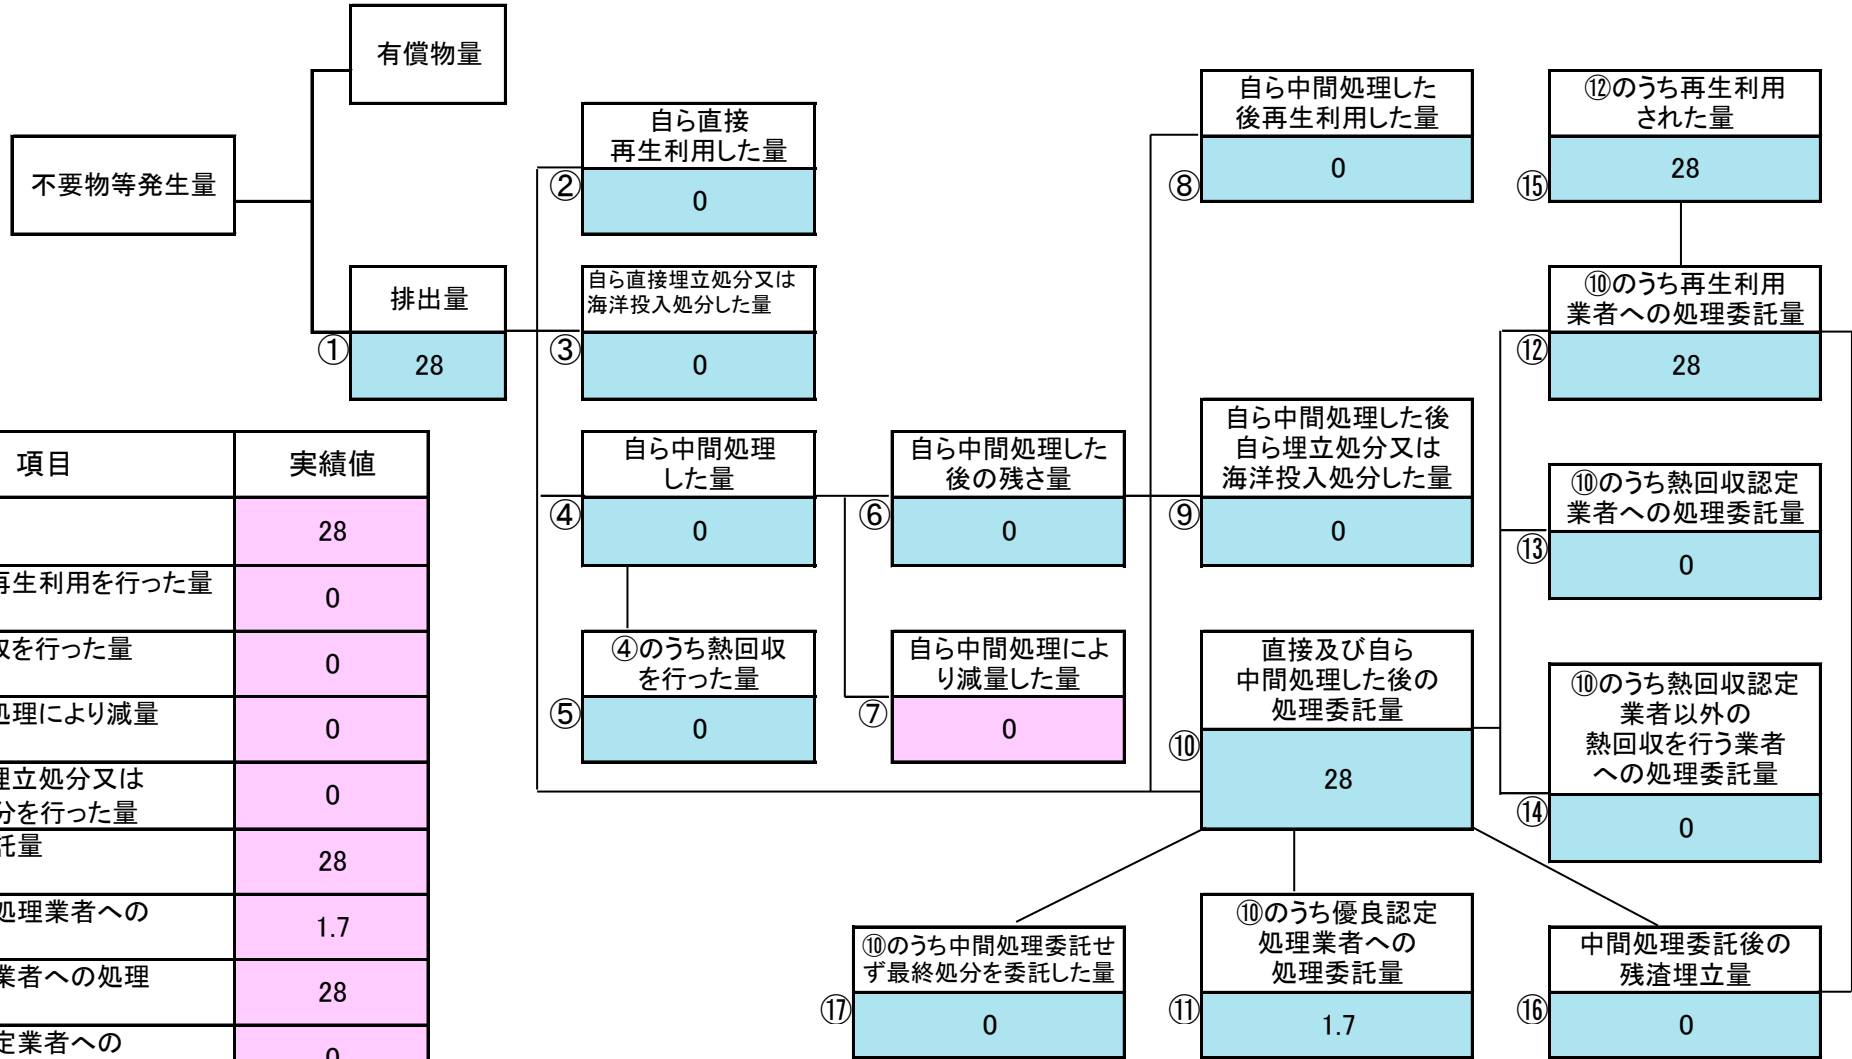 有償物量
不要物等発生量
排出量
①
28
自ら直接
再生利用した量
②
0
自ら直接埋立処分又は
海洋投入処分した量
③
0
自ら中間処理
した量
④
0
④のうち熱回収
を行った量
⑤
0
自ら中間処理した
後の残さ量
⑥
0
自ら中間処理によ
り減量した量
⑦
0
自ら中間処理した
後再生利用した量
⑧
0
自ら中間処理した後
自ら埋立処分又は
海洋投入処分した量
⑨
0
直接及び自ら
中間処理した後の
処理委託量
⑩
28
⑫のうち再生利用
された量
⑮
28
⑩のうち再生利用
業者への処理委託量
⑫
28
⑩のうち熱回収認定
業者への処理委託量
⑬
0
⑩のうち熱回収認定
業者以外の
熱回収を行う業者
への処理委託量
⑭
0
⑩のうち中間処理委託せ
ず最終処分を委託した量
⑰
0
⑩のうち優良認定
処理業者への
処理委託量
⑪
1.7
中間処理委託後の
残渣埋立量
⑯
0
項目 実績値
28
再生利用を行った量
0
を行った量
0
処理により減量
0
埋立処分又は
分を行った量
0
託量
28
処理業者への
1.7
業者への処理
28
定業者への
0